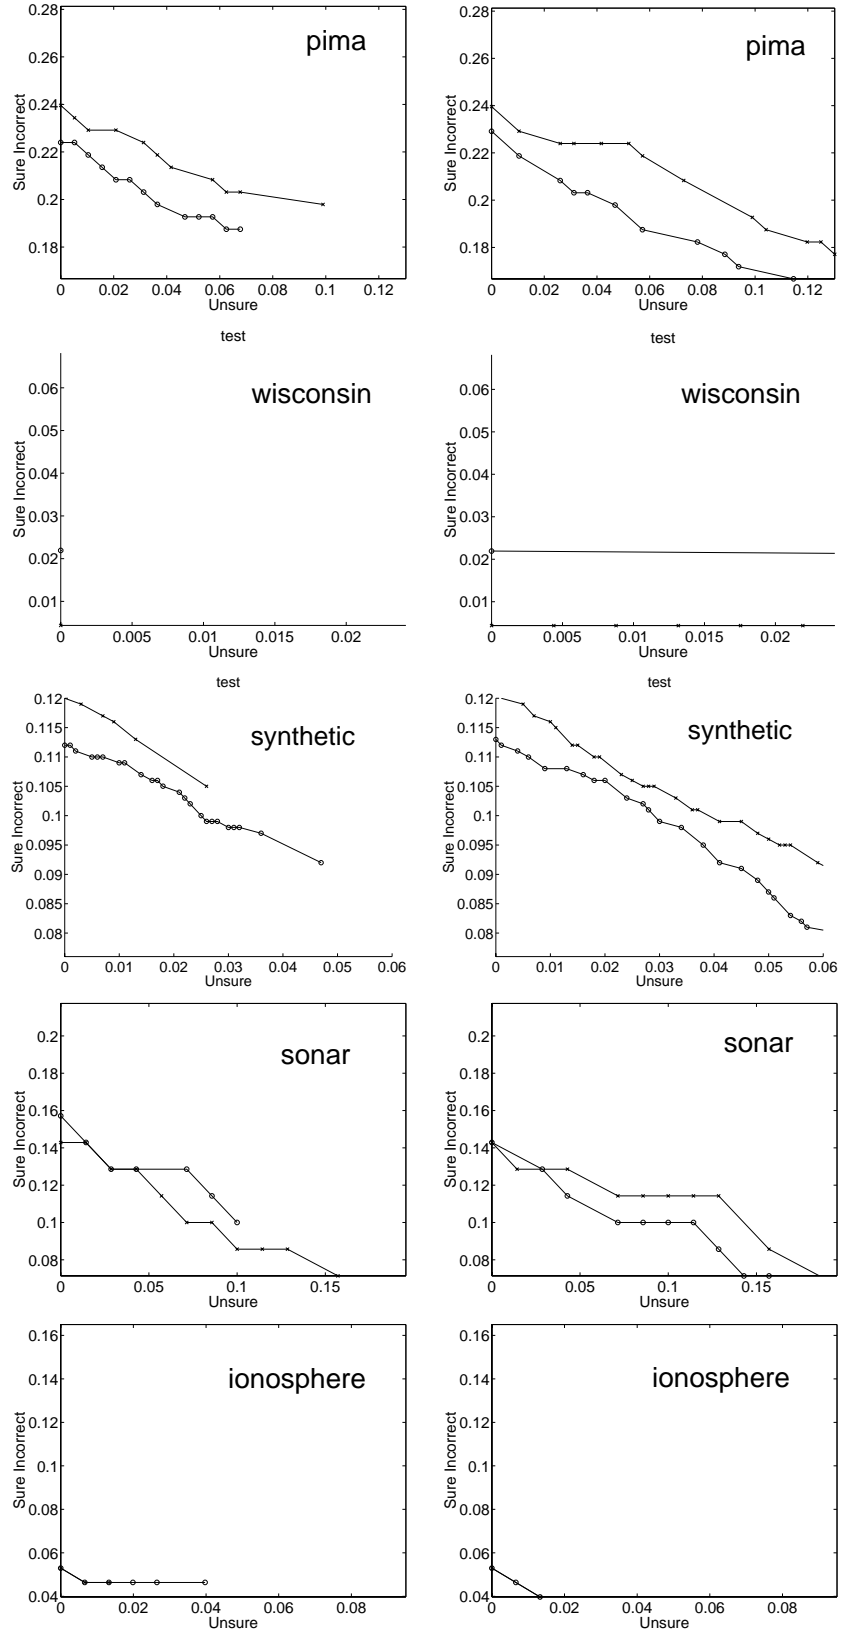 pima
Sure Incorrect
0.28
0.26
0.24
0.22
0.2
0.18
0 0.02 0.04 0.06 0.08 0.1 0.12
Unsure
pima
Sure Incorrect
0.28
0.26
0.24
0.22
0.2
0.18
0 0.02 0.04 0.06 0.08 0.1 0.12
Unsure
test
wisconsin
Sure Incorrect
0.06
0.05
0.04
0.03
0.02
0.01
0 0.005 0.01 0.015 0.02
Unsure
test
wisconsin
Sure Incorrect
0.06
0.05
0.04
0.03
0.02
0.01
0 0.005 0.01 0.015 0.02
Unsure
test
synthetic
Sure Incorrect
0.12
0.115
0.11
0.105
0.1
0.095
0.09
0.085
0.08
0 0.01 0.02 0.03 0.04 0.05 0.06
Unsure
test
synthetic
Sure Incorrect
0.12
0.115
0.11
0.105
0.1
0.095
0.09
0.085
0.08
0 0.01 0.02 0.03 0.04 0.05 0.06
Unsure
sonar
Sure Incorrect
0.2
0.18
0.16
0.14
0.12
0.1
0.08
0 0.05 0.1 0.15
Unsure
sonar
Sure Incorrect
0.2
0.18
0.16
0.14
0.12
0.1
0.08
0 0.05 0.1 0.15
Unsure
ionosphere
Sure Incorrect
0.16
0.14
0.12
0.1
0.08
0.06
0.04
0 0.02 0.04 0.06 0.08
Unsure
ionosphere
Sure Incorrect
0.16
0.14
0.12
0.1
0.08
0.06
0.04
0 0.02 0.04 0.06 0.08
Unsure